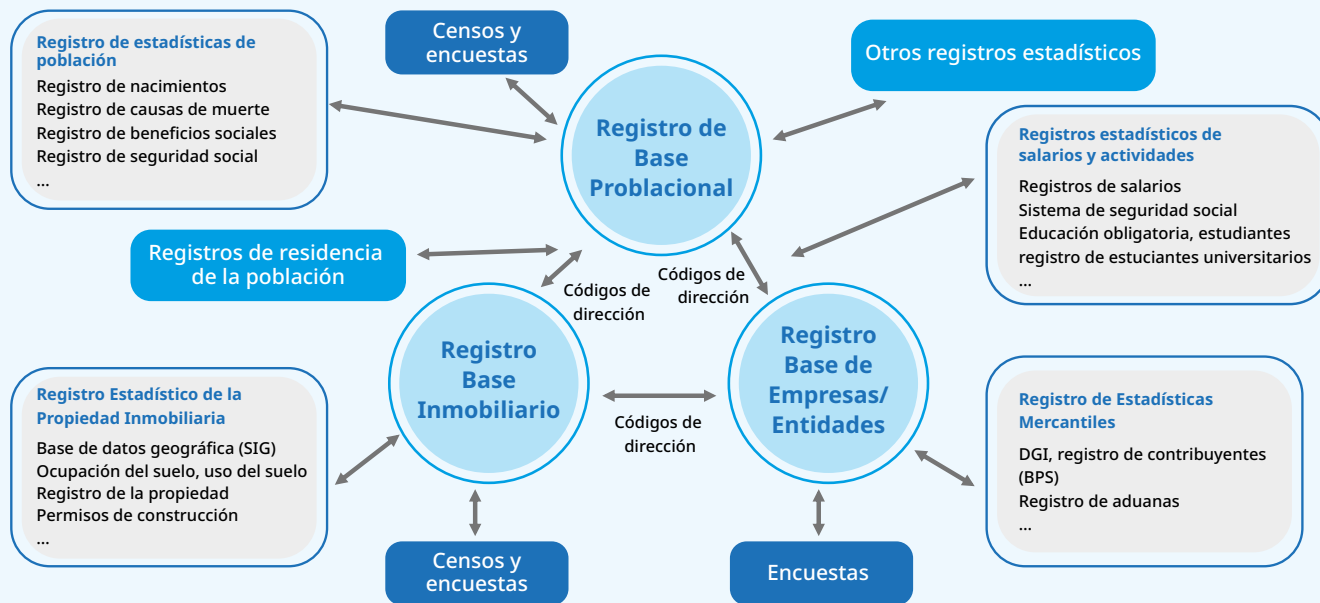 Registro de estadísticas de
población
Registro de nacimientos
Registro de causas de muerte
Registro de beneficios sociales
Registro de seguridad social
...
Censos y
encuestas
Otros registros estadísticos
Registro de
Base
Problacional
Registros estadísticos de
salarios y actividades
Registros de salarios
Sistema de seguridad social
Educación obligatoria, estudiantes
registro de estuciantes universitarios
...
Registros de residencia
de la población
Códigos de
dirección
Códigos de
dirección
Registro
Base
Inmobiliario
Registro
Base de
Empresas/
Entidades
Códigos de
dirección
Registro Estadístico de la
Propiedad Inmobiliaria
Base de datos geográfica (SIG)
Ocupación del suelo, uso del suelo
Registro de la propiedad
Permisos de construcción
...
Registro de Estadísticas
Mercantiles
DGI, registro de contribuyentes
(BPS)
Registro de aduanas
...
Censos y
encuestas
Encuestas